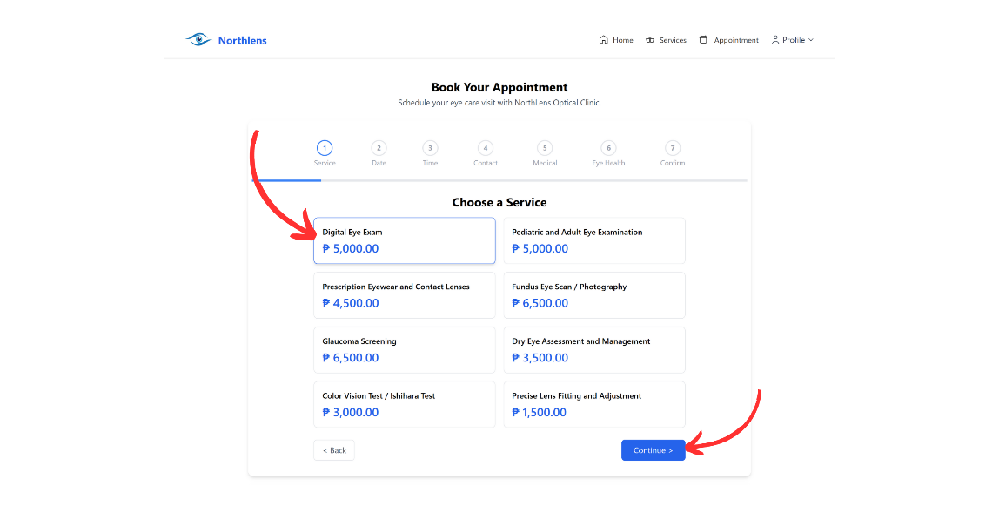 Northlens
Home Services Appointment Profile
Book Your Appointment
Schedule your eye care visit with NorthLens Optical Clinic.
1 2 3 4 5 6 7
Service Date Time Contact Medical Eye Health Confirm
Choose a Service
Digital Eye Exam
₱ 5,000.00
Pediatric and Adult Eye Examination
₱ 5,000.00
Prescription Eyewear and Contact Lenses
₱ 4,500.00
Fundus Eye Scan / Photography
₱ 6,500.00
Glaucoma Screening
₱ 6,500.00
Dry Eye Assessment and Management
₱ 3,500.00
Color Vision Test / Ishihara Test
₱ 3,000.00
Precise Lens Fitting and Adjustment
₱ 1,500.00
< Back
Continue >